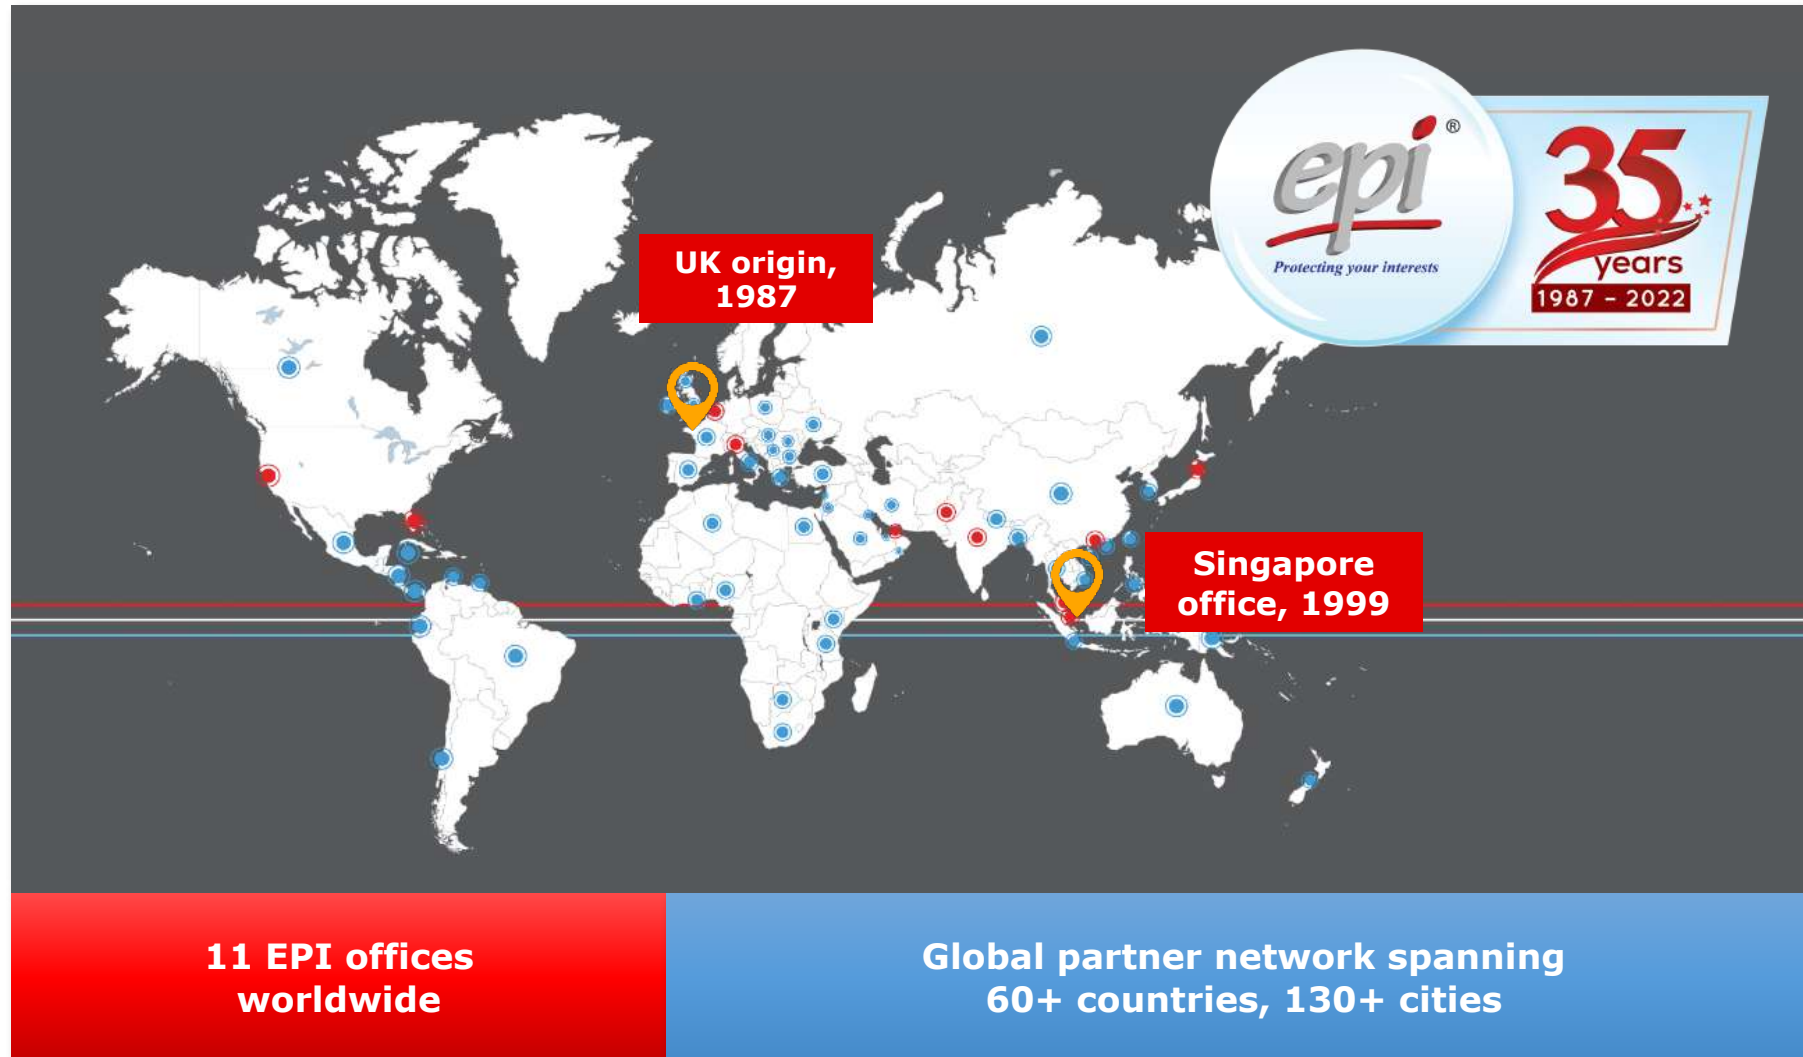 epi®
Protecting your interests
35
years
1987 – 2022
UK origin,
1987
Singapore
office, 1999
11 EPI offices
worldwide
Global partner network spanning
60+ countries, 130+ cities